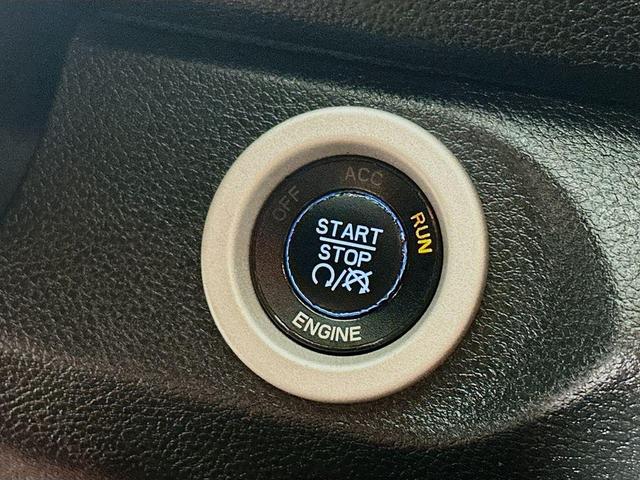 OFF
ACC
RUN
START
STOP
ENGINE